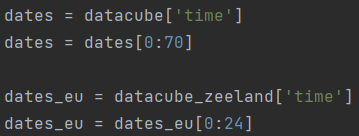 dates = datacube['time']
dates = dates[0:70]
dates_eu = datacube_zeeland['time']
dates_eu = dates_eu[0:24]